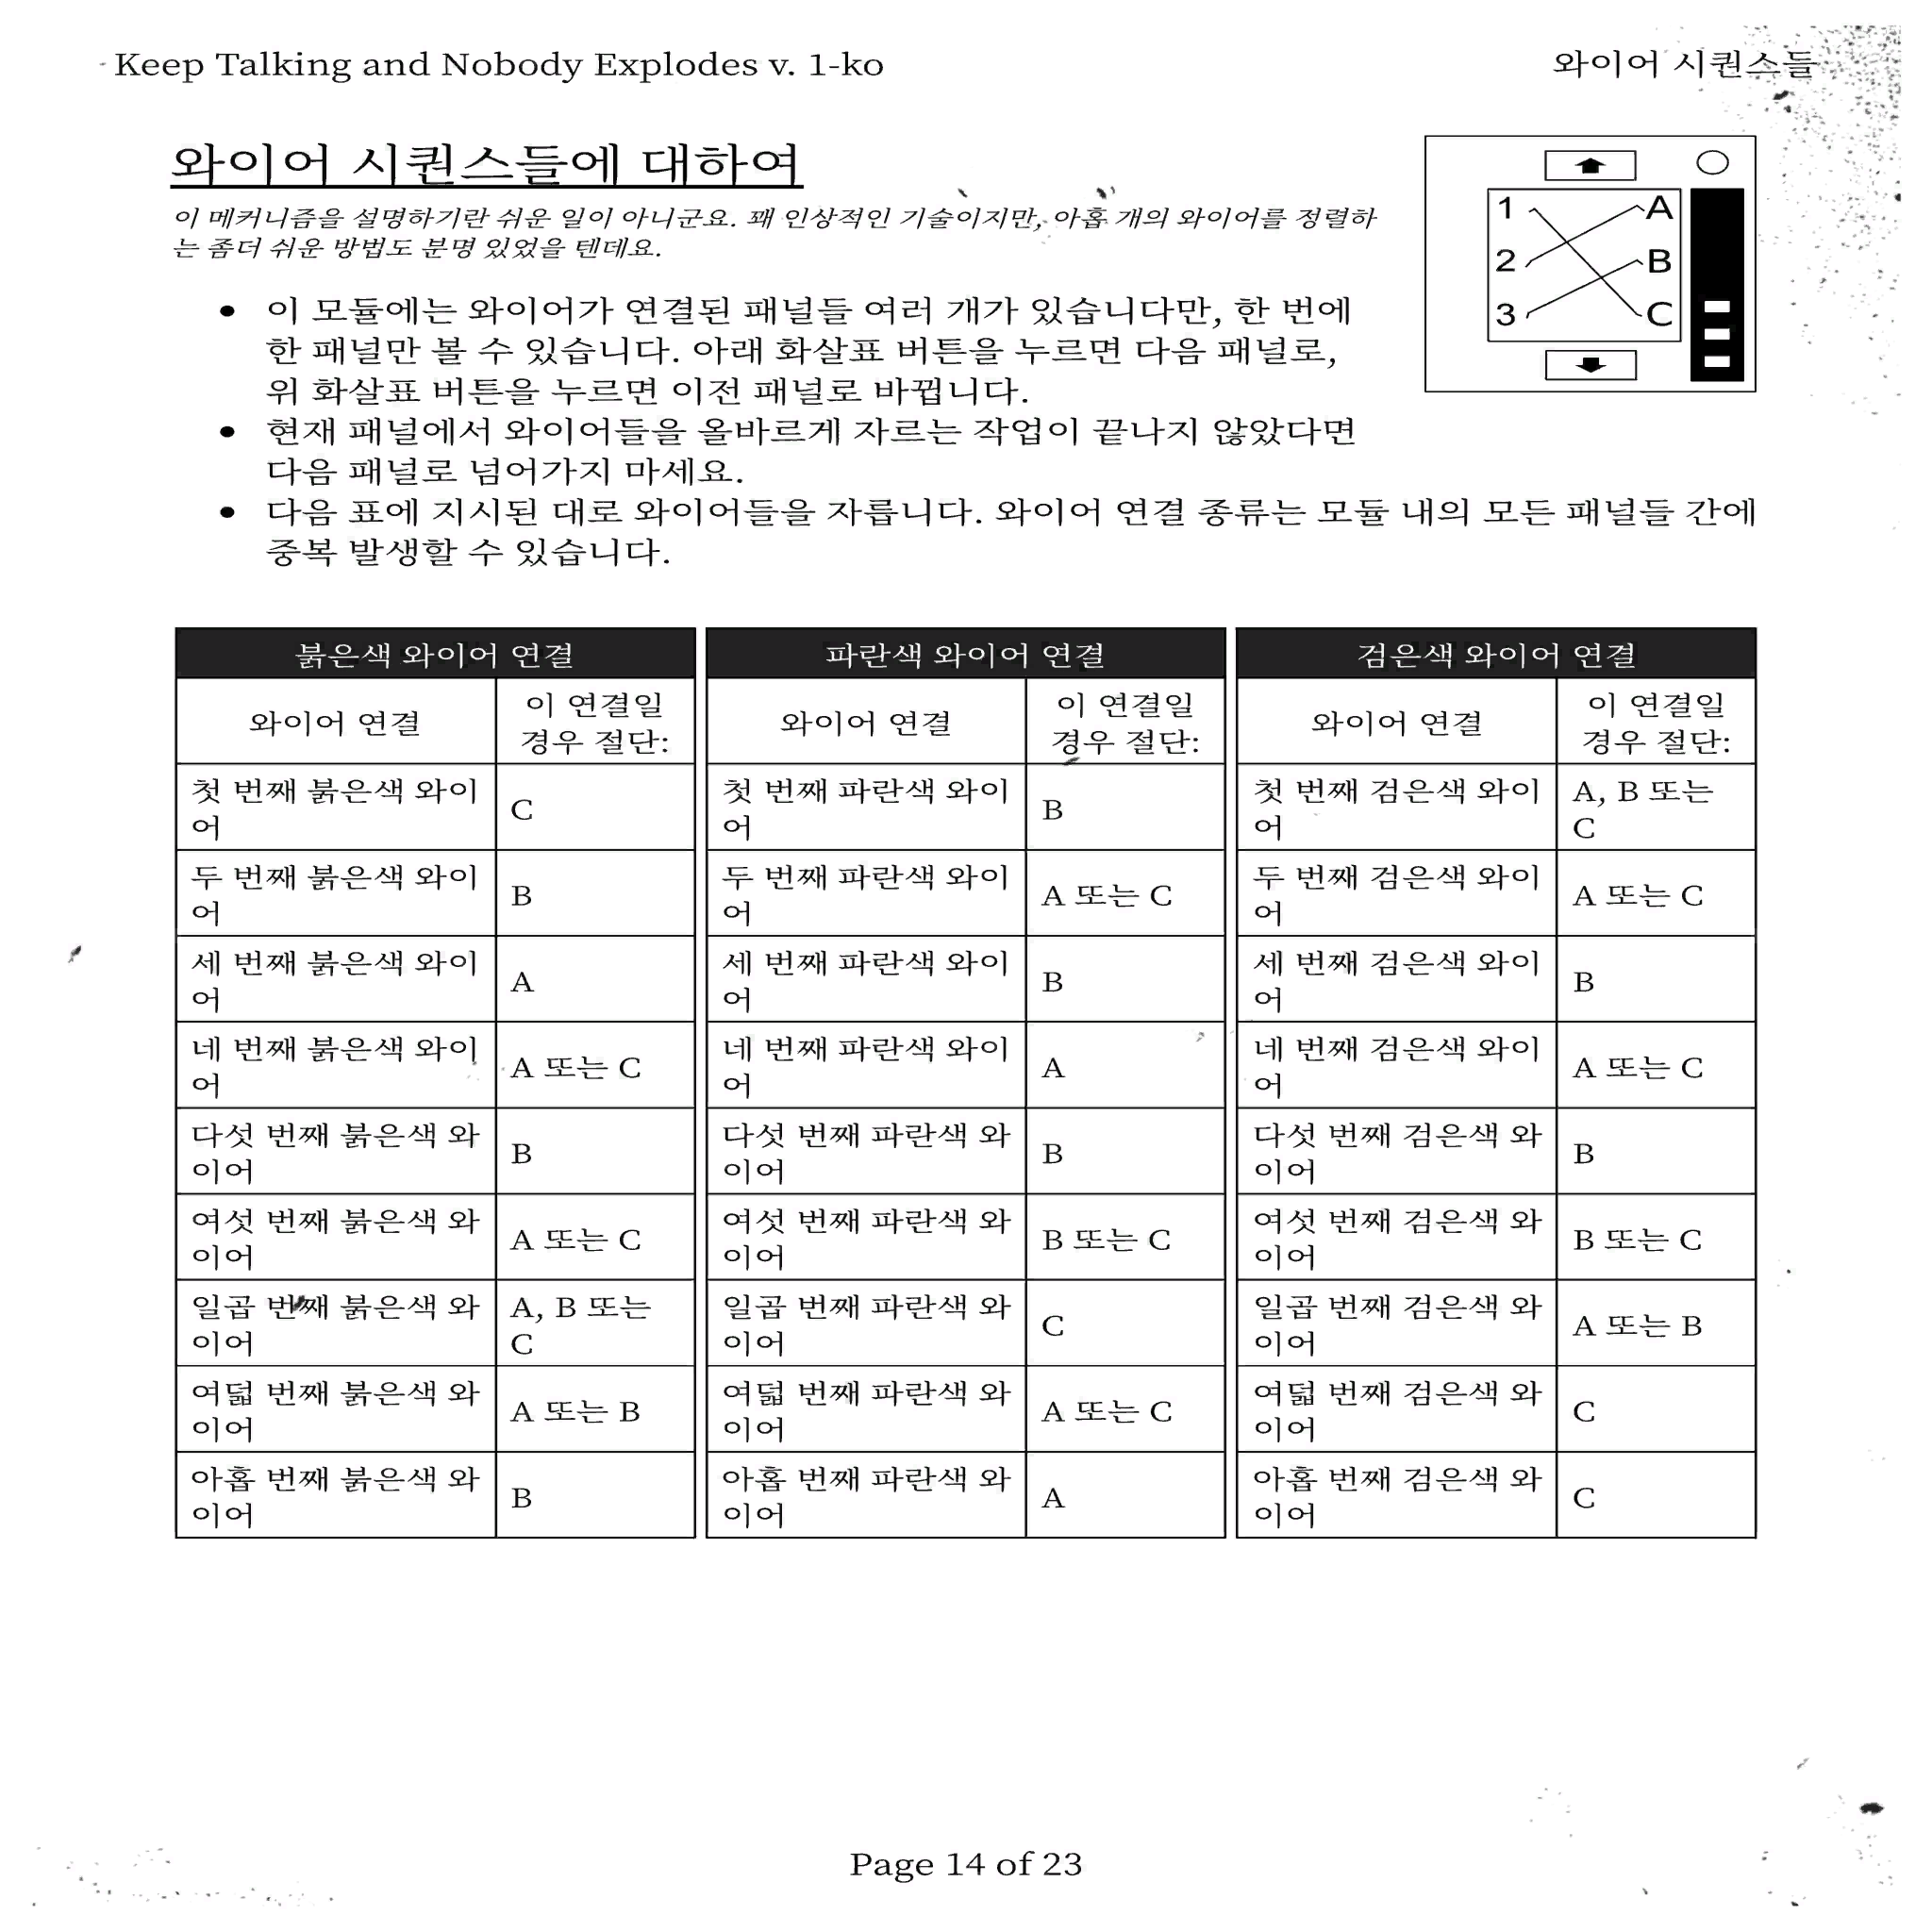 Keep Talking and Nobody Explodes v. 1-ko
와이어 시퀀스들
와이어 시퀀스들에 대하여
이 메커니즘을 설명하기란 쉬운 일이 아니군요. 꽤 인상적인 기술이지만, 아홉 개의 와이어를 정렬하
는 좀더 쉬운 방법도 분명 있었을 텐데요.
1 A
2 B
3 C
• 이 모듈에는 와이어가 연결된 패널들 여러 개가 있습니다만, 한 번에
한 패널만 볼 수 있습니다. 아래 화살표 버튼을 누르면 다음 패널로,
위 화살표 버튼을 누르면 이전 패널로 바뀝니다.
• 현재 패널에서 와이어들을 올바르게 자르는 작업이 끝나지 않았다면
다음 패널로 넘어가지 마세요.
• 다음 표에 지시된 대로 와이어들을 자릅니다. 와이어 연결 종류는 모듈 내의 모든 패널들 간에
중복 발생할 수 있습니다.
붉은색 와이어 연결
와이어 연결
이 연결일
경우 절단:
첫 번째 붉은색 와이
어
C
두 번째 붉은색 와이
어
B
세 번째 붉은색 와이
어
A
네 번째 붉은색 와이
어
A 또는 C
다섯 번째 붉은색 와
이어
B
여섯 번째 붉은색 와
이어
A 또는 C
일곱 번째 붉은색 와
이어
A, B 또는
C
여덟 번째 붉은색 와
이어
A 또는 B
아홉 번째 붉은색 와
이어
B
파란색 와이어 연결
와이어 연결
이 연결일
경우 절단:
첫 번째 파란색 와이
어
B
두 번째 파란색 와이
어
A 또는 C
세 번째 파란색 와이
어
B
네 번째 파란색 와이
어
A
다섯 번째 파란색 와
이어
B
여섯 번째 파란색 와
이어
B 또는 C
일곱 번째 파란색 와
이어
C
여덟 번째 파란색 와
이어
A 또는 C
아홉 번째 파란색 와
이어
A
검은색 와이어 연결
와이어 연결
이 연결일
경우 절단:
첫 번째 검은색 와이
어
A, B 또는
C
두 번째 검은색 와이
어
A 또는 C
세 번째 검은색 와이
어
B
네 번째 검은색 와이
어
A 또는 C
다섯 번째 검은색 와
이어
B
여섯 번째 검은색 와
이어
B 또는 C
일곱 번째 검은색 와
이어
A 또는 B
여덟 번째 검은색 와
이어
C
아홉 번째 검은색 와
이어
C
Page 14 of 23